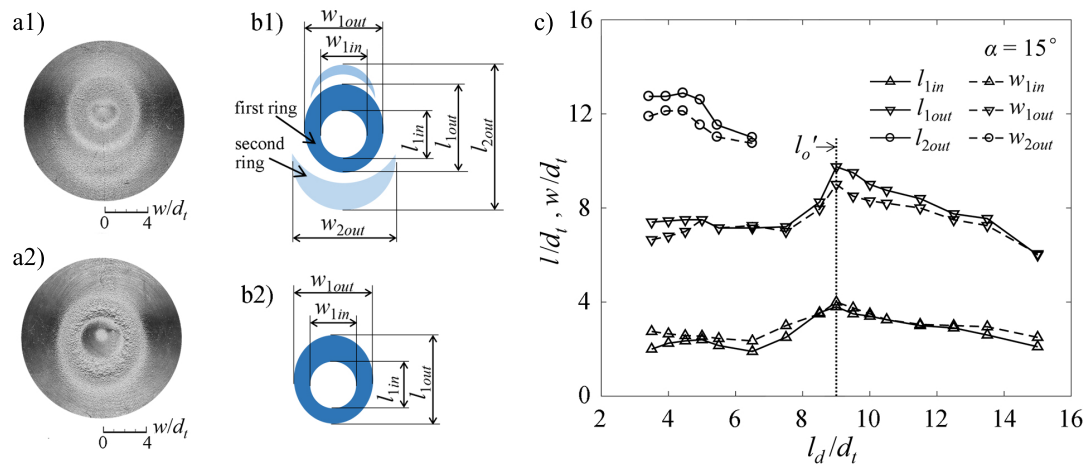 a1)
0 4
w/d_t
a2)
0 4
w/d_t
b1)
w_1out
w_1in
first ring
second
ring
l_1in
l_1out
l_2out
w_2out
b2)
w_1out
w_1in
l_1in
l_1out
c)
α = 15°
l_1in w_1in
l_1out w_1out
l_2out w_2out
l_o'
l/d_t , w/d_t
16
12
8
4
0
2 4 6 8 10 12 14 16
l_d/d_t